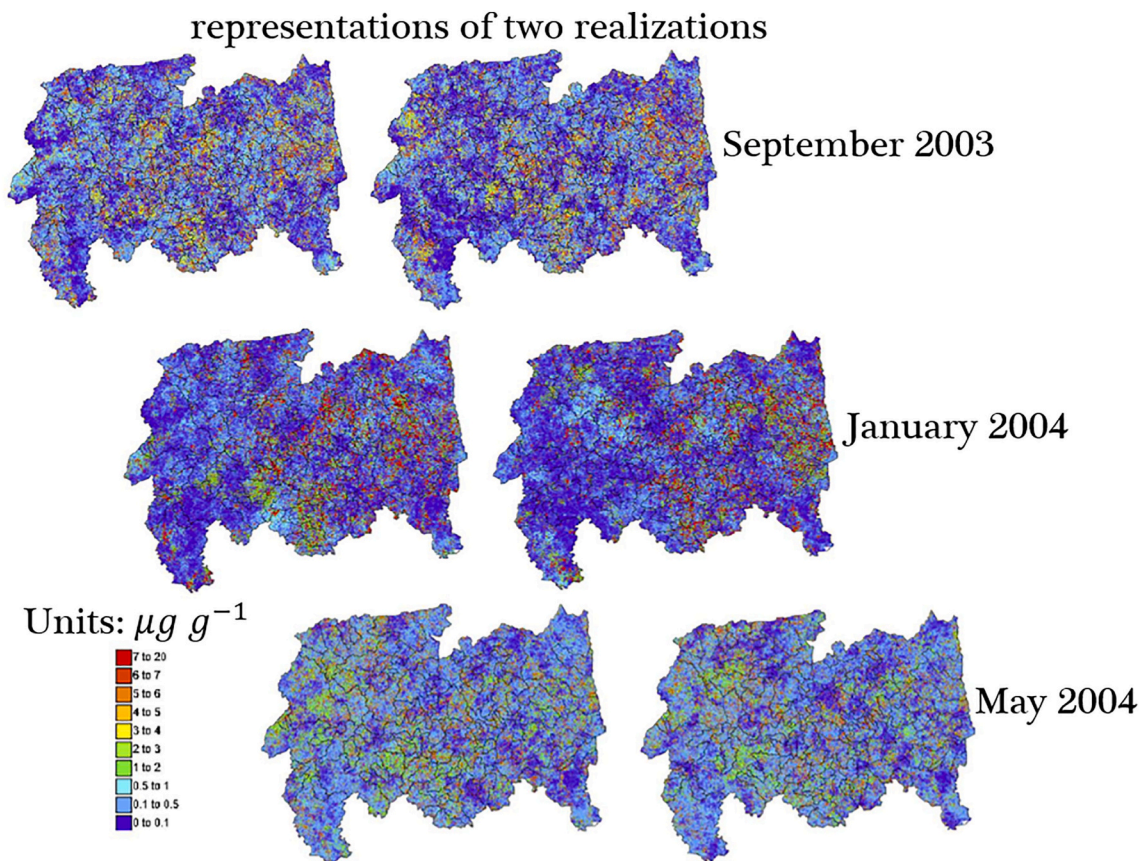 representations of two realizations
September 2003
January 2004
Units: μg g⁻¹
7 to 20
6 to 7
5 to 6
4 to 5
3 to 4
2 to 3
1 to 2
0.5 to 1
0.1 to 0.5
0 to 0.1
May 2004